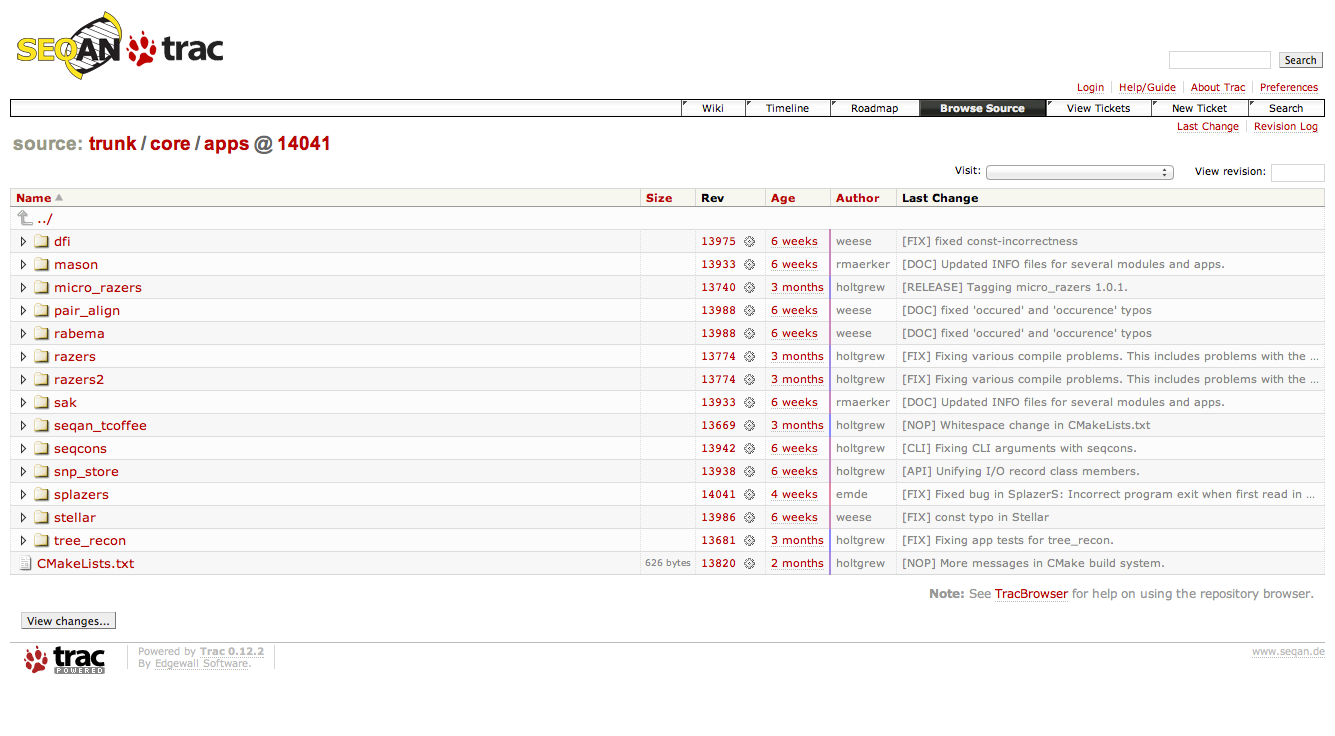 SEQAN trac
Search
Login Help/Guide About Trac Preferences
Wiki Timeline Roadmap Browse Source View Tickets New Ticket Search
Last Change Revision Log
source: trunk / core / apps @ 14041
Visit: View revision:
Name Size Rev Age Author Last Change
../
dfi 13975 6 weeks weese [FIX] fixed const-incorrectness
mason 13933 6 weeks rmaerker [DOC] Updated INFO files for several modules and apps.
micro_razers 13740 3 months holtgrew [RELEASE] Tagging micro_razers 1.0.1.
pair_align 13988 6 weeks weese [DOC] fixed 'occured' and 'occurence' typos
rabema 13988 6 weeks weese [DOC] fixed 'occured' and 'occurence' typos
razers 13774 3 months holtgrew [FIX] Fixing various compile problems. This includes problems with the ...
razers2 13774 3 months holtgrew [FIX] Fixing various compile problems. This includes problems with the ...
sak 13933 6 weeks rmaerker [DOC] Updated INFO files for several modules and apps.
seqan_tcoffee 13669 3 months holtgrew [NOP] Whitespace change in CMakeLists.txt
seqcons 13942 6 weeks holtgrew [CLI] Fixing CLI arguments with seqcons.
snp_store 13938 6 weeks holtgrew [API] Unifying I/O record class members.
splazers 14041 4 weeks emde [FIX] Fixed bug in SplazerS: Incorrect program exit when first read in ...
stellar 13986 6 weeks weese [FIX] const typo in Stellar
tree_recon 13681 3 months holtgrew [FIX] Fixing app tests for tree_recon.
CMakeLists.txt 626 bytes 13820 2 months holtgrew [NOP] More messages in CMake build system.
Note: See TracBrowser for help on using the repository browser.
View changes...
trac POWERED
Powered by Trac 0.12.2
By Edgewall Software.
www.seqan.de